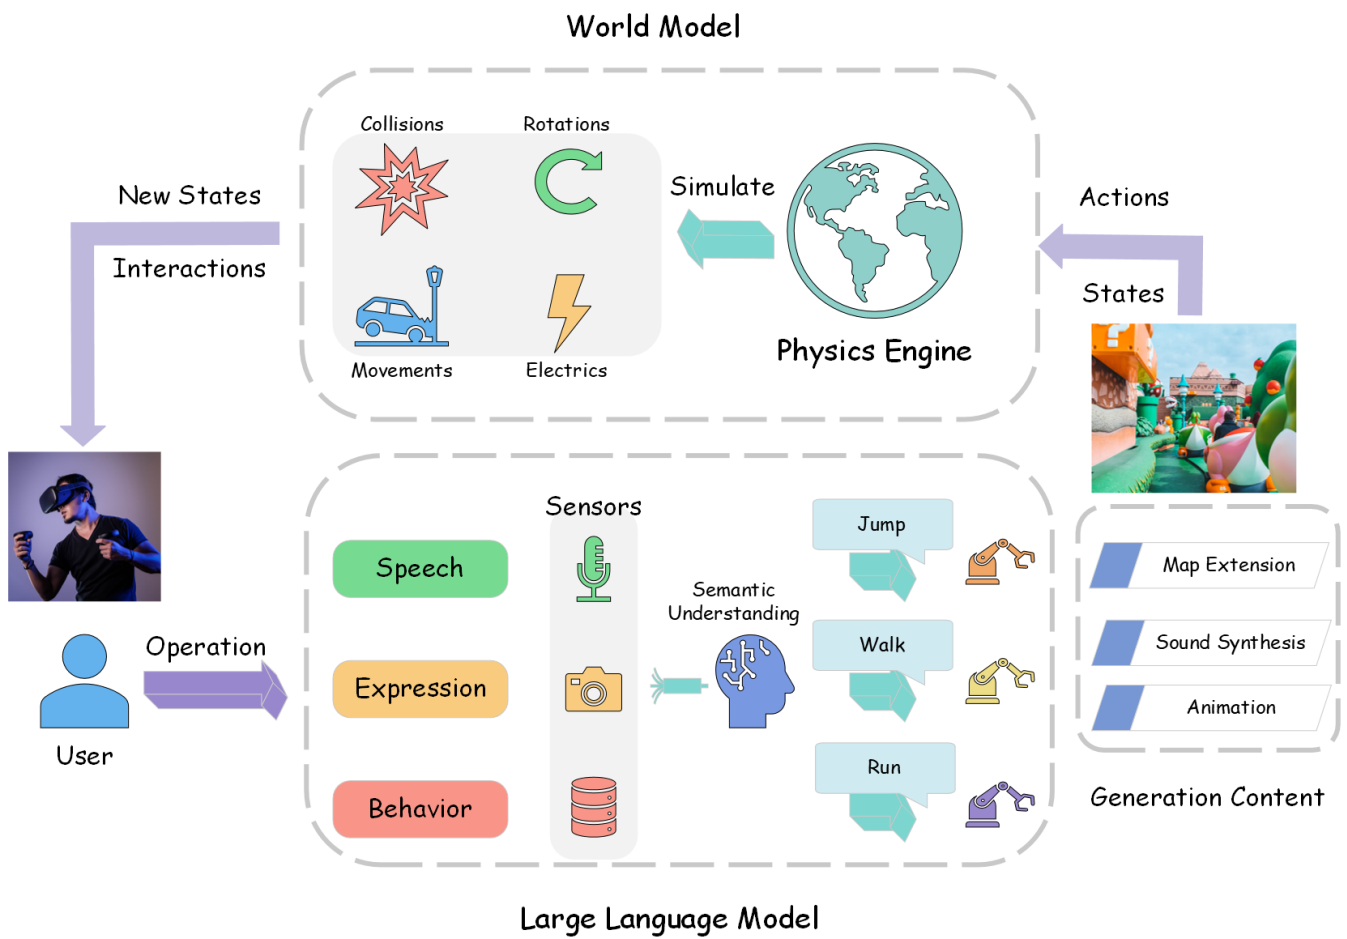 World Model
Collisions
Rotations
Simulate
Movements
Electrics
Physics Engine
New States
Interactions
Actions
States
Operation
User
Speech
Expression
Behavior
Sensors
Semantic
Understanding
Jump
Walk
Run
Map Extension
Sound Synthesis
Animation
Generation Content
Large Language Model